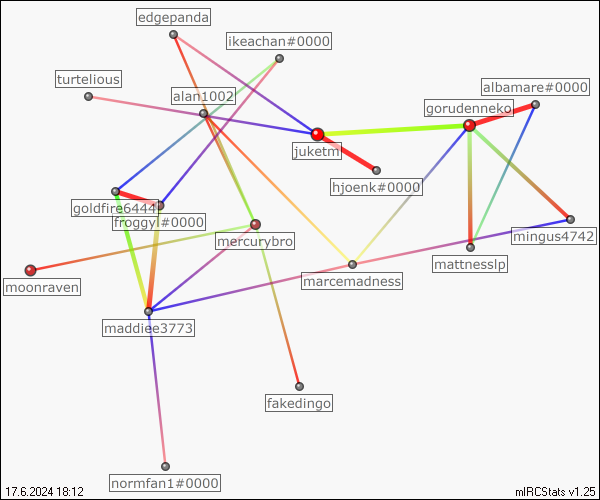 edgepanda
ikeachan#0000
turtelious
albamare#0000
alan1002
gorudenneko
juketm
hjoenk#0000
goldfire6444
froggyl#0000
mingus4742
mercurybro
mattnesslp
moonraven
marcemadness
maddiee3773
fakedingo
normfan1#0000
17.6.2024 18:12
mIRCStats v1.25